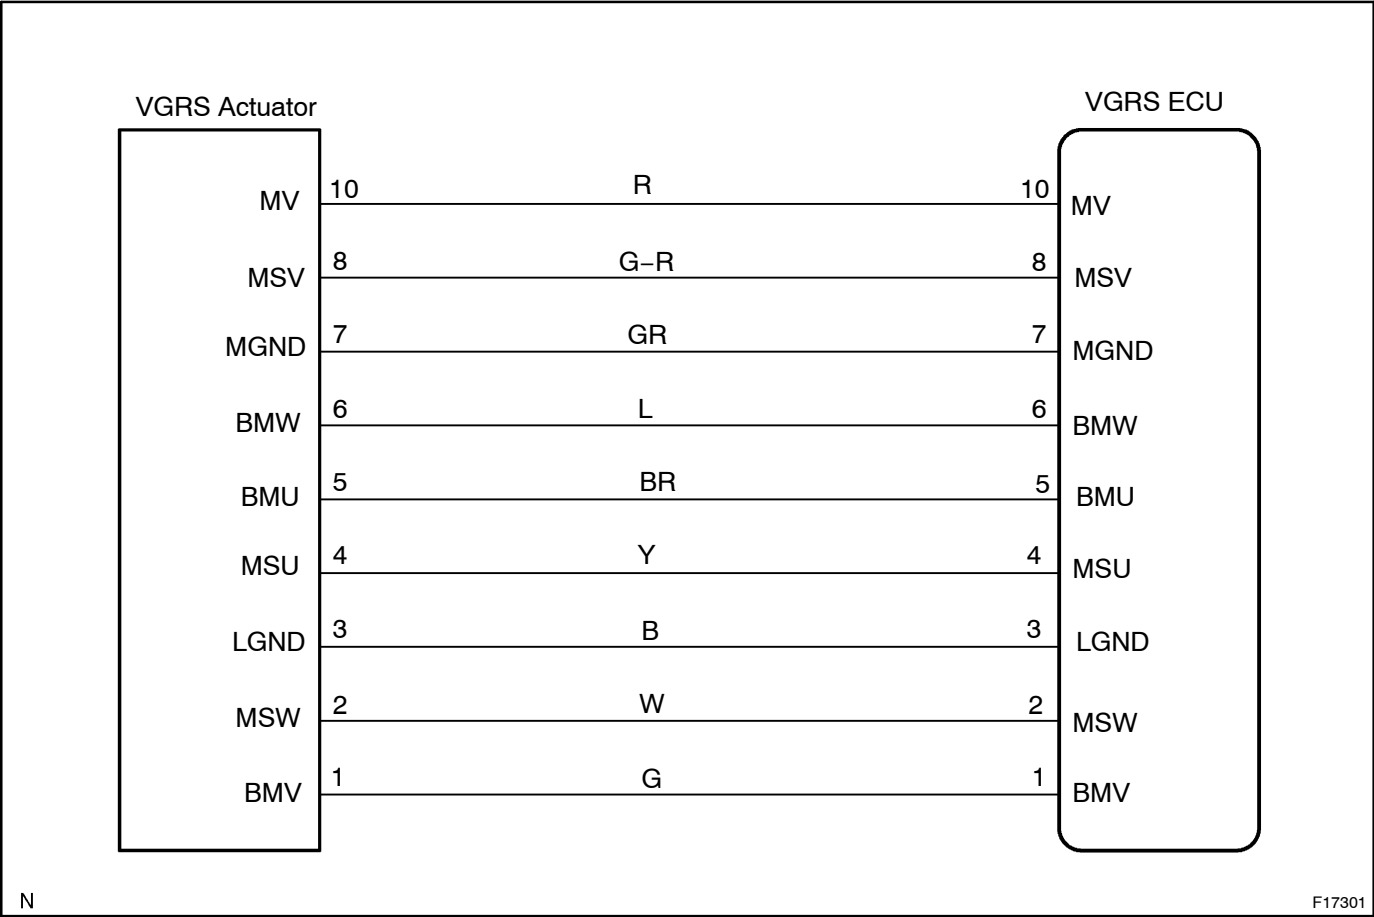 VGRS Actuator VGRS ECU
MV 10 R 10 MV
MSV 8 G−R 8 MSV
MGND 7 GR 7 MGND
BMW 6 L 6 BMW
BMU 5 BR 5 BMU
MSU 4 Y 4 MSU
LGND 3 B 3 LGND
MSW 2 W 2 MSW
BMV 1 G 1 BMV
N F17301